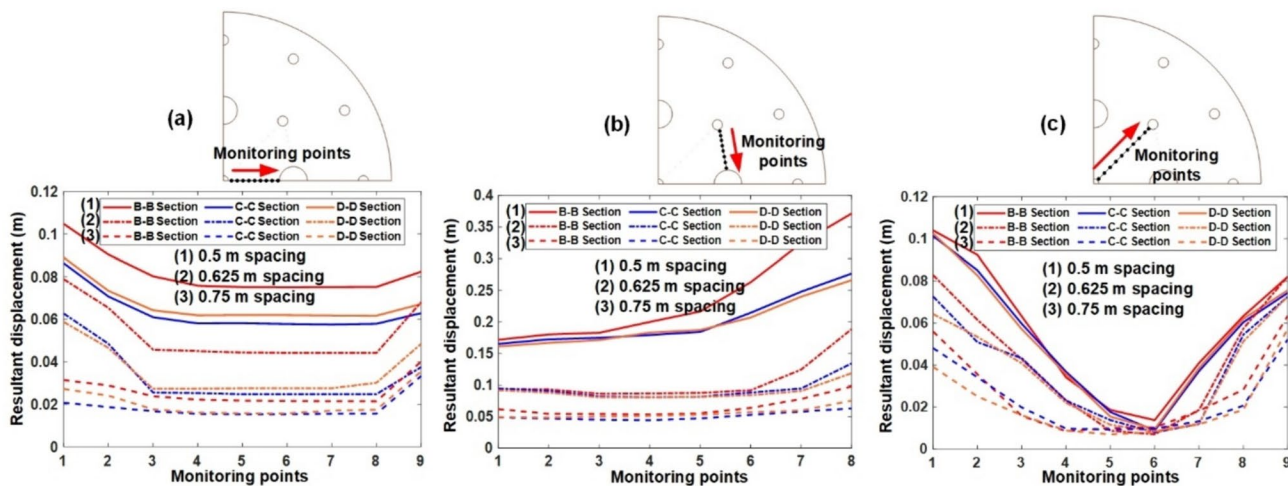 (a)
Monitoring points
0.12
0.1
0.08
0.06
0.04
0.02
0
Resultant displacement (m)
(1) B-B Section C-C Section D-D Section
(2) B-B Section C-C Section D-D Section
(3) B-B Section C-C Section D-D Section
(1) 0.5 m spacing
(2) 0.625 m spacing
(3) 0.75 m spacing
1 2 3 4 5 6 7 8 9
Monitoring points
(b)
Monitoring
points
0.4
0.35
0.3
0.25
0.2
0.15
0.1
0.05
0
Resultant displacement (m)
(1) B-B Section C-C Section D-D Section
(2) B-B Section C-C Section D-D Section
(3) B-B Section C-C Section D-D Section
(1) 0.5 m spacing
(2) 0.625 m spacing
(3) 0.75 m spacing
1 2 3 4 5 6 7 8
Monitoring points
(c)
Monitoring
points
0.12
0.1
0.08
0.06
0.04
0.02
0
Resultant displacement (m)
(1) B-B Section C-C Section D-D Section
(2) B-B Section C-C Section D-D Section
(3) B-B Section C-C Section D-D Section
(1) 0.5 m spacing
(2) 0.625 m spacing
(3) 0.75 m spacing
1 2 3 4 5 6 7 8 9
Monitoring points